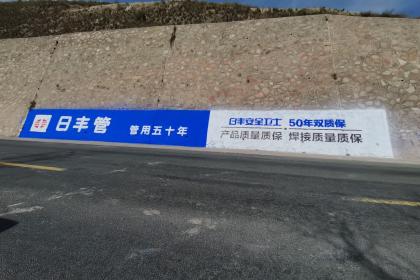 日丰管 管用五十年
日丰安全卫士 50年双质保
产品质量质保 焊接质量质保